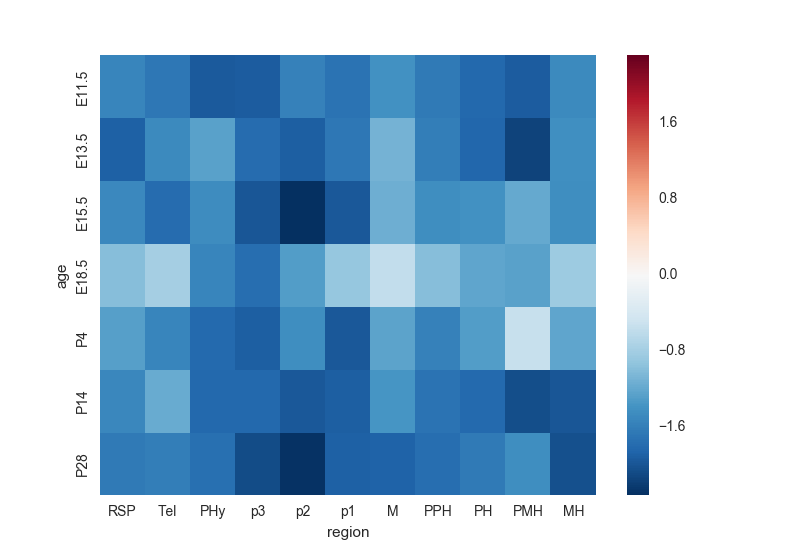 E11.5
E13.5
E15.5
E18.5
P4
P14
P28
age
RSP Tel PHy p3 p2 p1 M PPH PH PMH MH
region
1.6
0.8
0.0
−0.8
−1.6